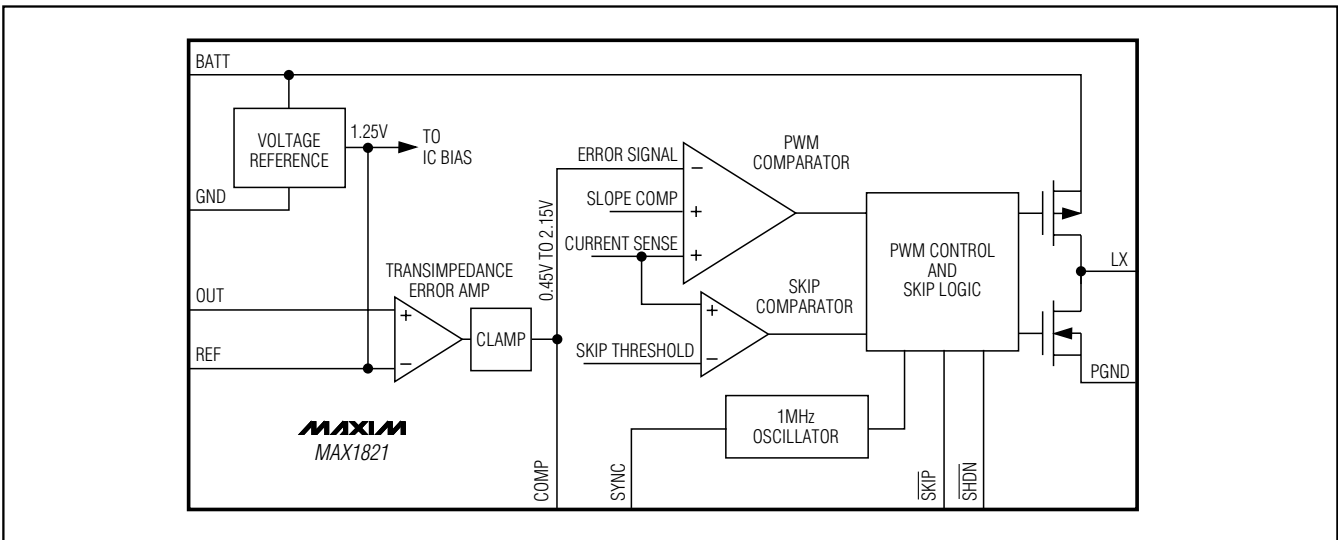 BATT
VOLTAGE
REFERENCE
1.25V
TO
IC BIAS
GND
TRANSIMPEDANCE
ERROR AMP
OUT
+
REF
−
CLAMP
0.45V TO 2.15V
ERROR SIGNAL
−
SLOPE COMP
+
CURRENT SENSE
+
PWM
COMPARATOR
SKIP
COMPARATOR
+
SKIP THRESHOLD
−
PWM CONTROL
AND
SKIP LOGIC
LX
PGND
1MHz
OSCILLATOR
MAXIM
MAX1821
COMP
SYNC
S̅K̅I̅P̅
S̅H̅D̅N̅